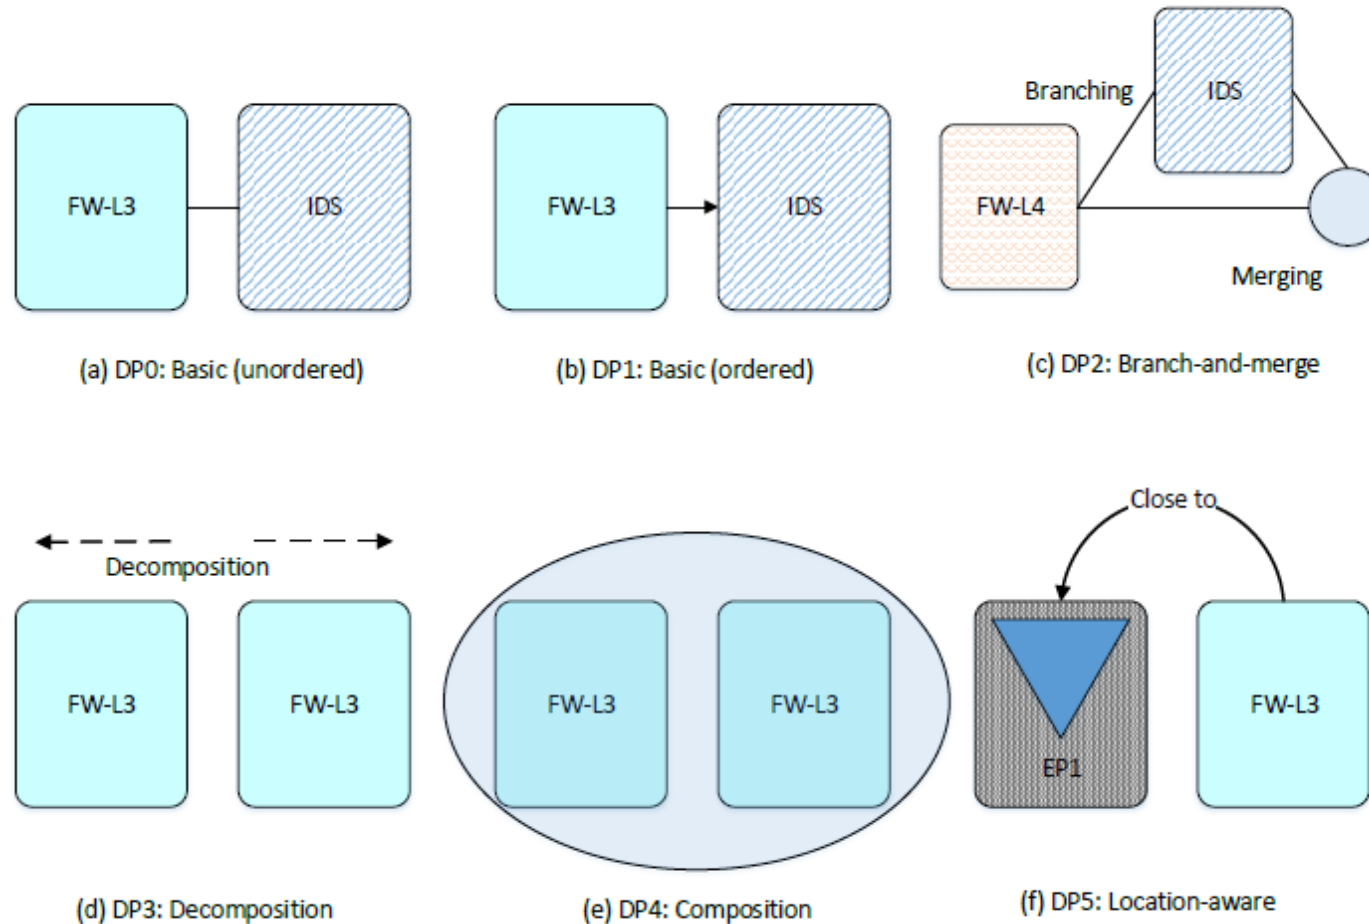 FW-L3
IDS
(a) DP0: Basic (unordered)
FW-L3
IDS
(b) DP1: Basic (ordered)
Branching
IDS
FW-L4
Merging
(c) DP2: Branch-and-merge
Decomposition
FW-L3
FW-L3
(d) DP3: Decomposition
FW-L3
FW-L3
(e) DP4: Composition
Close to
EP1
FW-L3
(f) DP5: Location-aware